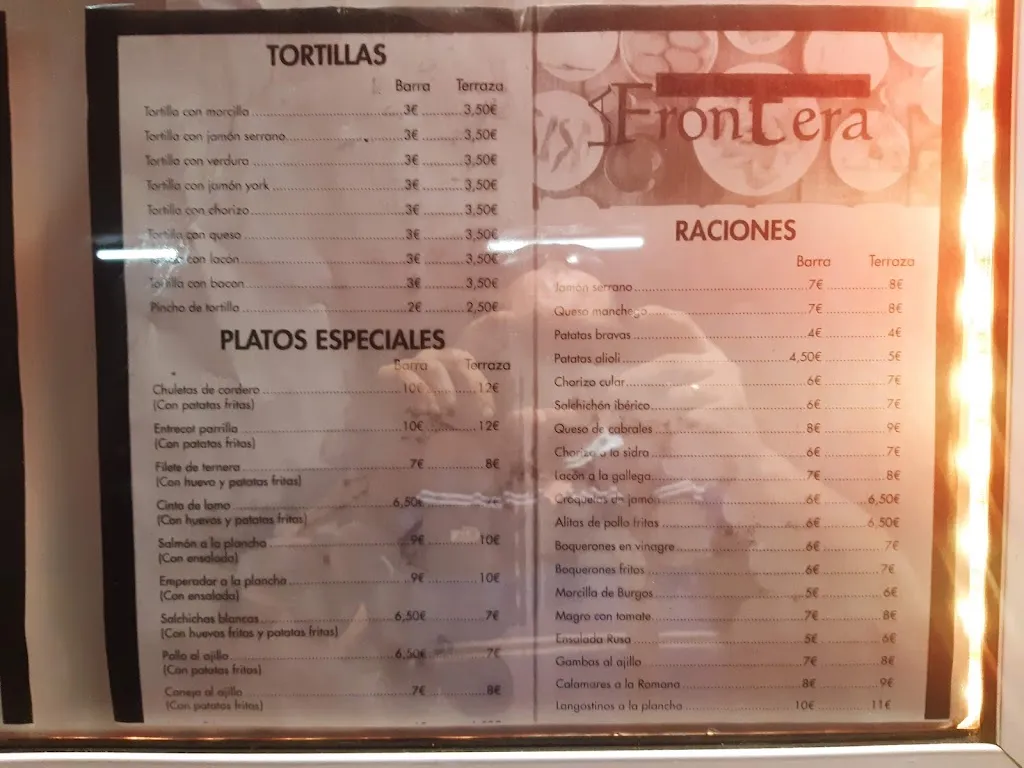 TORTILLAS
Barra Terraza
Tortilla con morcilla 3€ 3,50€
Tortilla con jamón serrano 3€ 3,50€
Tortilla con verdura 3€ 3,50€
Tortilla con jamón york 3€ 3,50€
Tortilla con chorizo 3€ 3,50€
Tortilla con queso 3€ 3,50€
con lacón 3€ 3,50€
Tortilla con bacon 3€ 3,50€
Pincho de tortilla 2€ 2,50€
PLATOS ESPECIALES
Barra Terraza
Chuletas de cordero 10€ 12€
(Con patatas fritas)
Entrecot parrilla 10€ 12€
(Con patatas fritas)
Filete de ternera 7€ 8€
(Con huevo y patatas fritas)
Cinta de lomo 6,50€ 7€
(Con huevos y patatas fritas)
Salmón a la plancha 9€ 10€
(Con ensalada)
Emperador a la plancha 9€ 10€
(Con ensalada)
Salchichas blancas 6,50€ 7€
(Con huevos fritos y patatas fritas)
Pollo al ajillo 6,50€ 7€
(Con patatas fritas)
Conejo al ajillo 7€ 8€
(Con patatas fritas)
Frontera
RACIONES
Barra Terraza
Jamón serrano 7€ 8€
Queso manchego 7€ 8€
Patatas bravas 4€ 4€
Patatas alioli 4,50€ 5€
Chorizo cular 6€ 7€
Salchichón ibérico 6€ 7€
Queso de cabrales 8€ 9€
Chorizo a la sidra 6€ 7€
Lacón a la gallega 7€ 8€
Croquetas de jamón 6€ 6,50€
Alitas de pollo fritas 6€ 6,50€
Boquerones en vinagre 6€ 7€
Boquerones fritos 6€ 7€
Morcilla de Burgos 5€ 6€
Magro con tomate 7€ 8€
Ensalada Rusa 5€ 6€
Gambas al ajillo 7€ 8€
Calamares a la Romana 8€ 9€
Langostinos a la plancha 10€ 11€